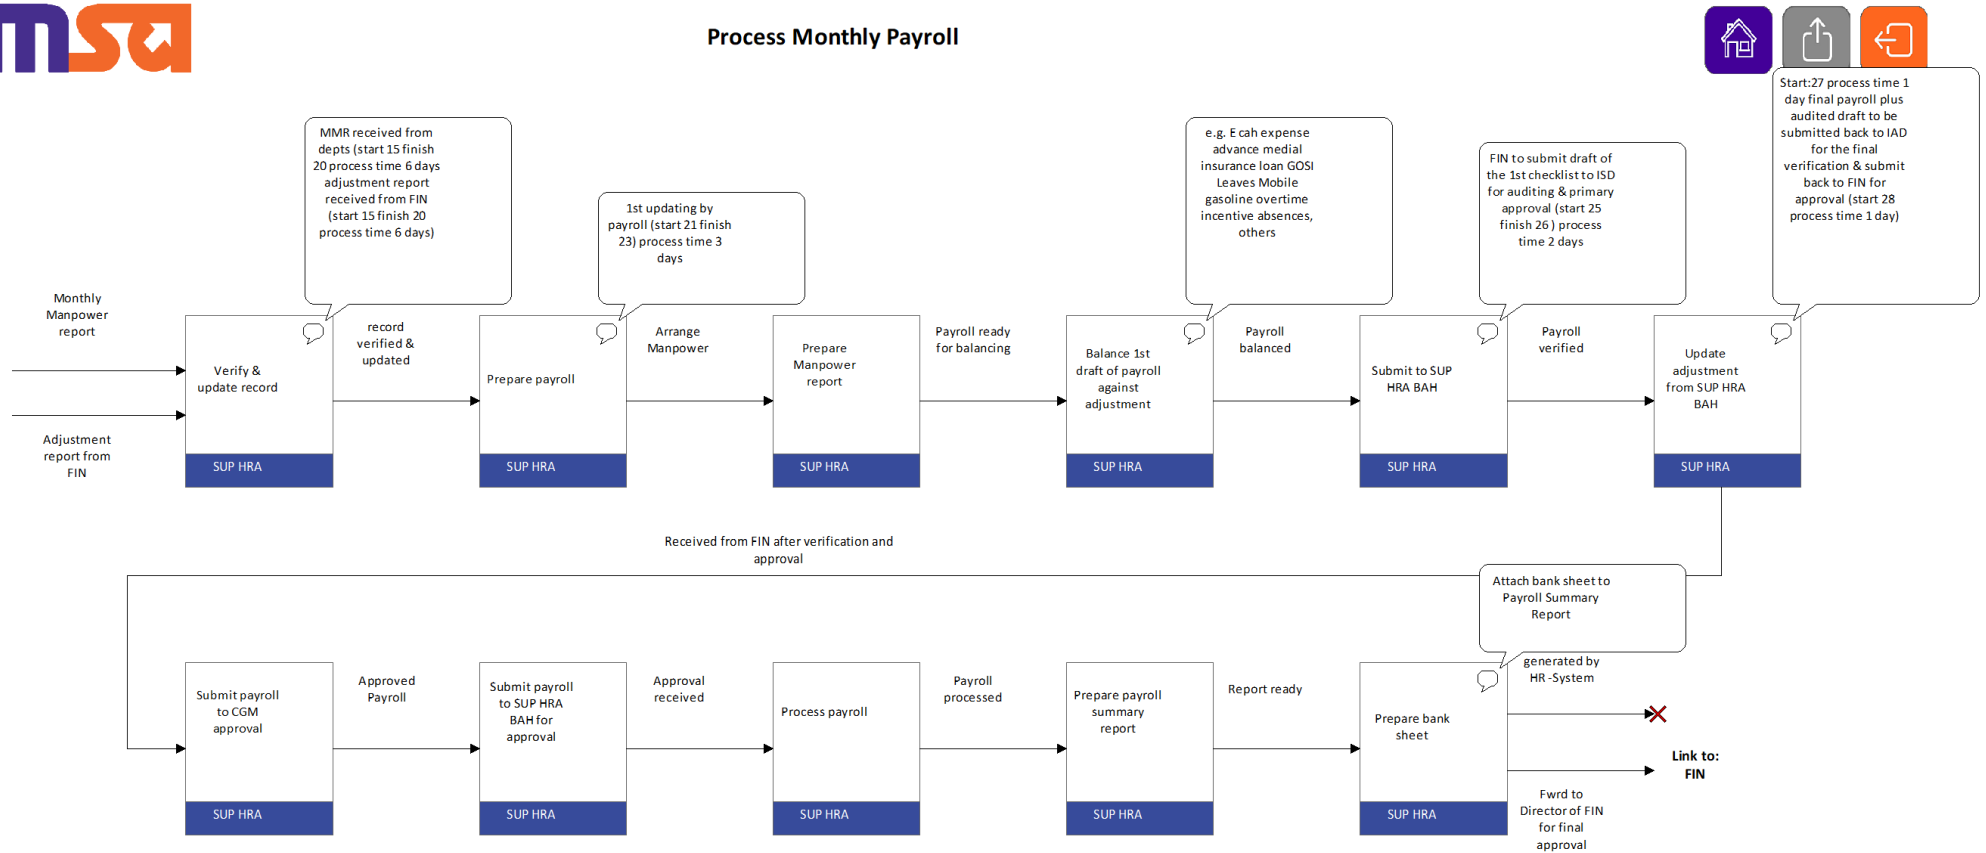 msa
Process Monthly Payroll
MMR received from
depts (start 15 finish
20 process time 6 days
adjustment report
received from FIN
(start 15 finish 20
process time 6 days)
1st updating by
payroll (start 21 finish
23) process time 3
days
e.g. E cah expense
advance medial
insurance loan GOSI
Leaves Mobile
gasoline overtime
incentive absences,
others
FIN to submit draft of
the 1st checklist to ISD
for auditing & primary
approval (start 25
finish 26 ) process
time 2 days
Start:27 process time 1
day final payroll plus
audited draft to be
submitted back to IAD
for the final
verification & submit
back to FIN for
approval (start 28
process time 1 day)
Monthly
Manpower
report
Adjustment
report from
FIN
Verify &
update record
SUP HRA
record
verified &
updated
Prepare payroll
SUP HRA
Arrange
Manpower
Prepare
Manpower
report
SUP HRA
Payroll ready
for balancing
Balance 1st
draft of payroll
against
adjustment
SUP HRA
Payroll
balanced
Submit to SUP
HRA BAH
SUP HRA
Payroll
verified
Update
adjustment
from SUP HRA
BAH
SUP HRA
Received from FIN after verification and
approval
Submit payroll
to CGM
approval
SUP HRA
Approved
Payroll
Submit payroll
to SUP HRA
BAH for
approval
SUP HRA
Approval
received
Process payroll
SUP HRA
Payroll
processed
Prepare payroll
summary
report
SUP HRA
Report ready
Attach bank sheet to
Payroll Summary
Report
Prepare bank
sheet
SUP HRA
generated by
HR -System
Link to:
FIN
Fwrd to
Director of FIN
for final
approval